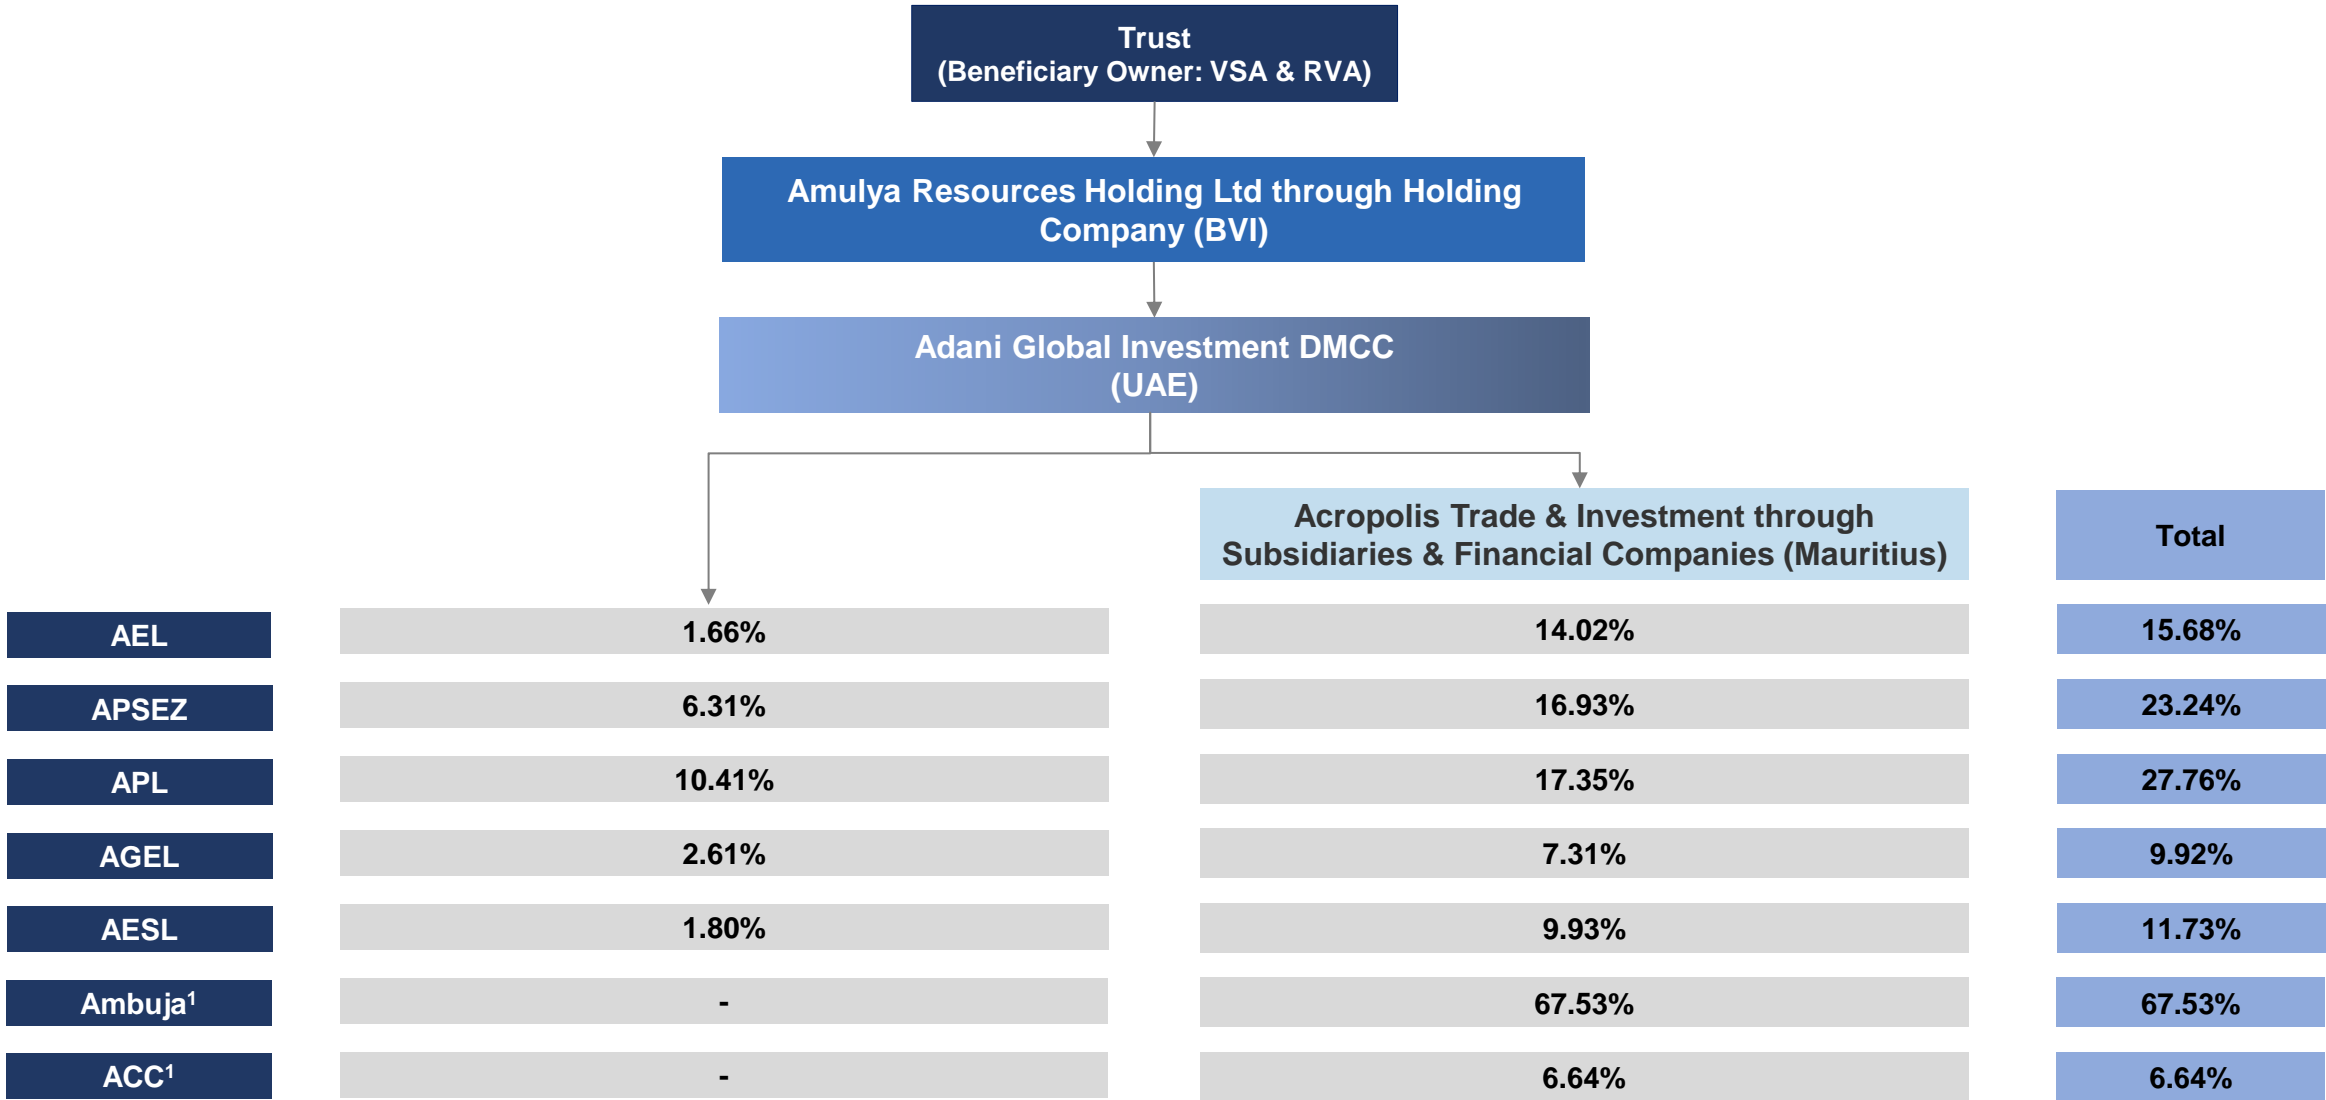 Trust
(Beneficiary Owner: VSA & RVA)
Amulya Resources Holding Ltd through Holding
Company (BVI)
Adani Global Investment DMCC
(UAE)
Acropolis Trade & Investment through
Subsidiaries & Financial Companies (Mauritius)
Total
AEL 1.66% 14.02% 15.68%
APSEZ 6.31% 16.93% 23.24%
APL 10.41% 17.35% 27.76%
AGEL 2.61% 7.31% 9.92%
AESL 1.80% 9.93% 11.73%
Ambuja¹ - 67.53% 67.53%
ACC¹ - 6.64% 6.64%